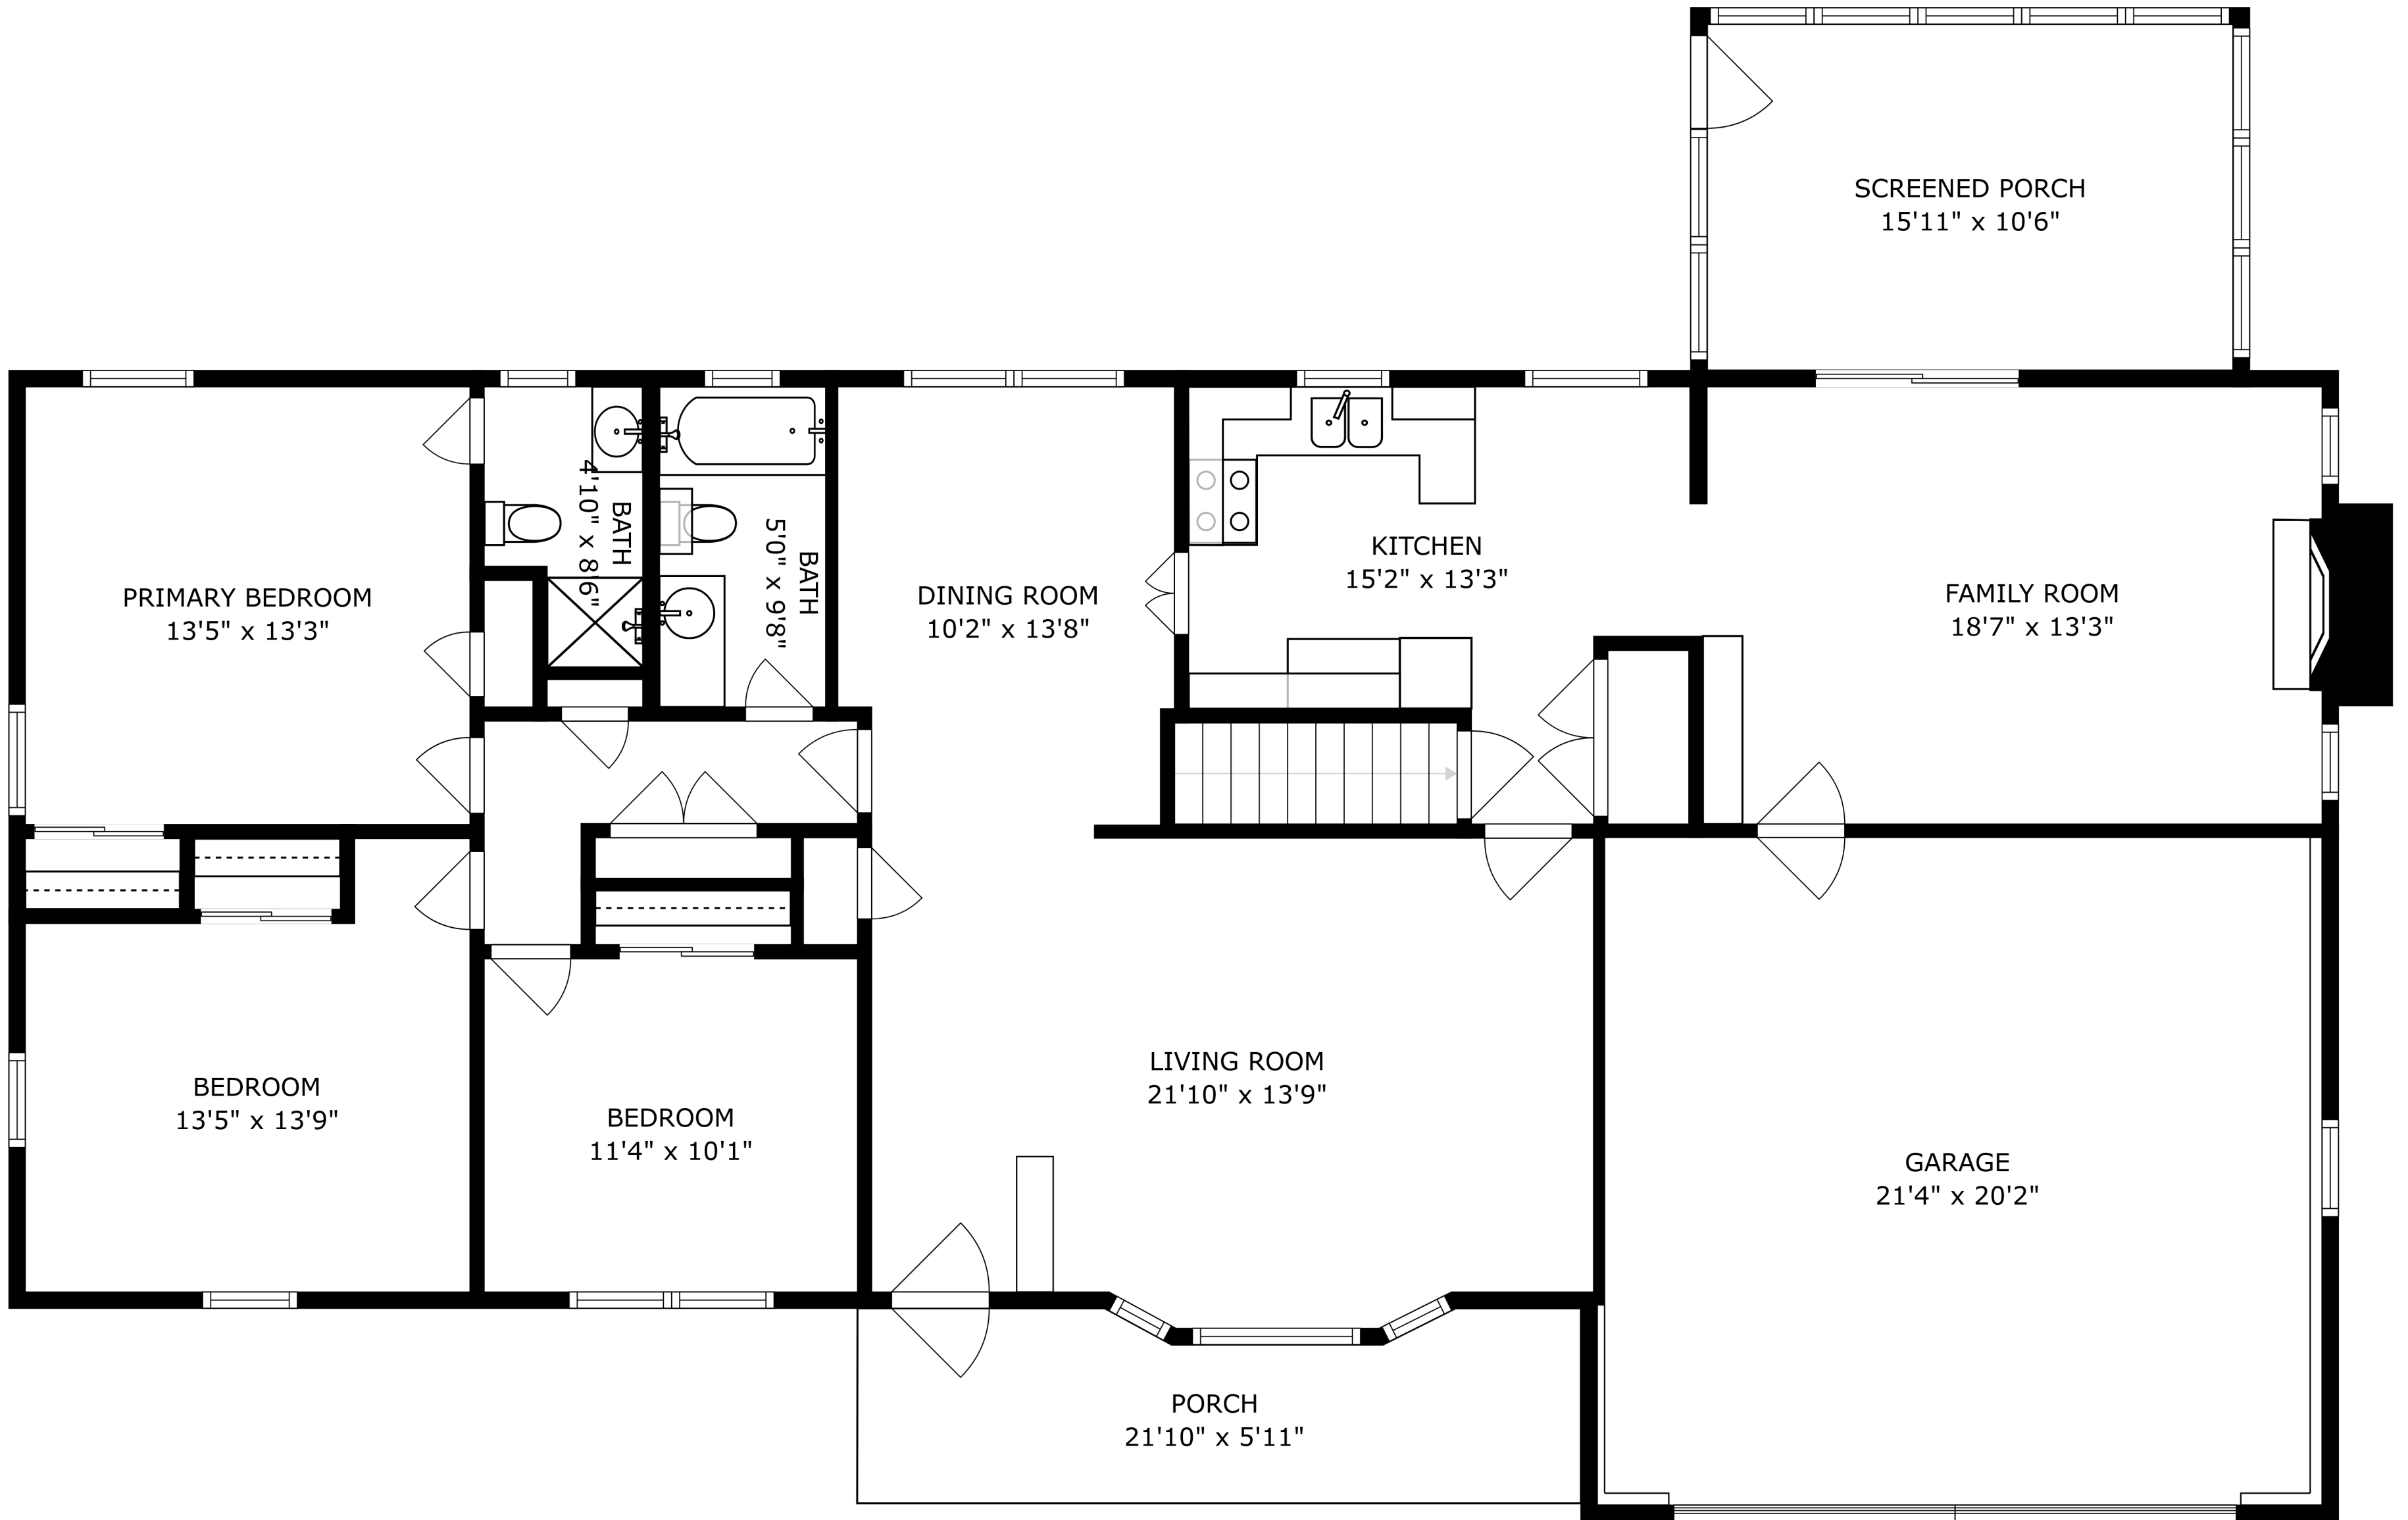 SCREENED PORCH
15'11" x 10'6"
PRIMARY BEDROOM
13'5" x 13'3"
BATH
4'10" x 8'6"
BATH
5'0" x 9'8"
DINING ROOM
10'2" x 13'8"
KITCHEN
15'2" x 13'3"
FAMILY ROOM
18'7" x 13'3"
BEDROOM
13'5" x 13'9"
BEDROOM
11'4" x 10'1"
LIVING ROOM
21'10" x 13'9"
GARAGE
21'4" x 20'2"
PORCH
21'10" x 5'11"